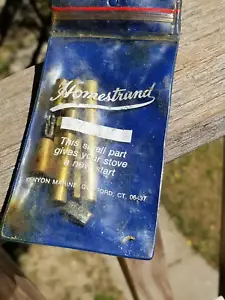 Homestrand
This small part
gives your stove
a new start
KENYON MARINE, GUILFORD, CT. 06437